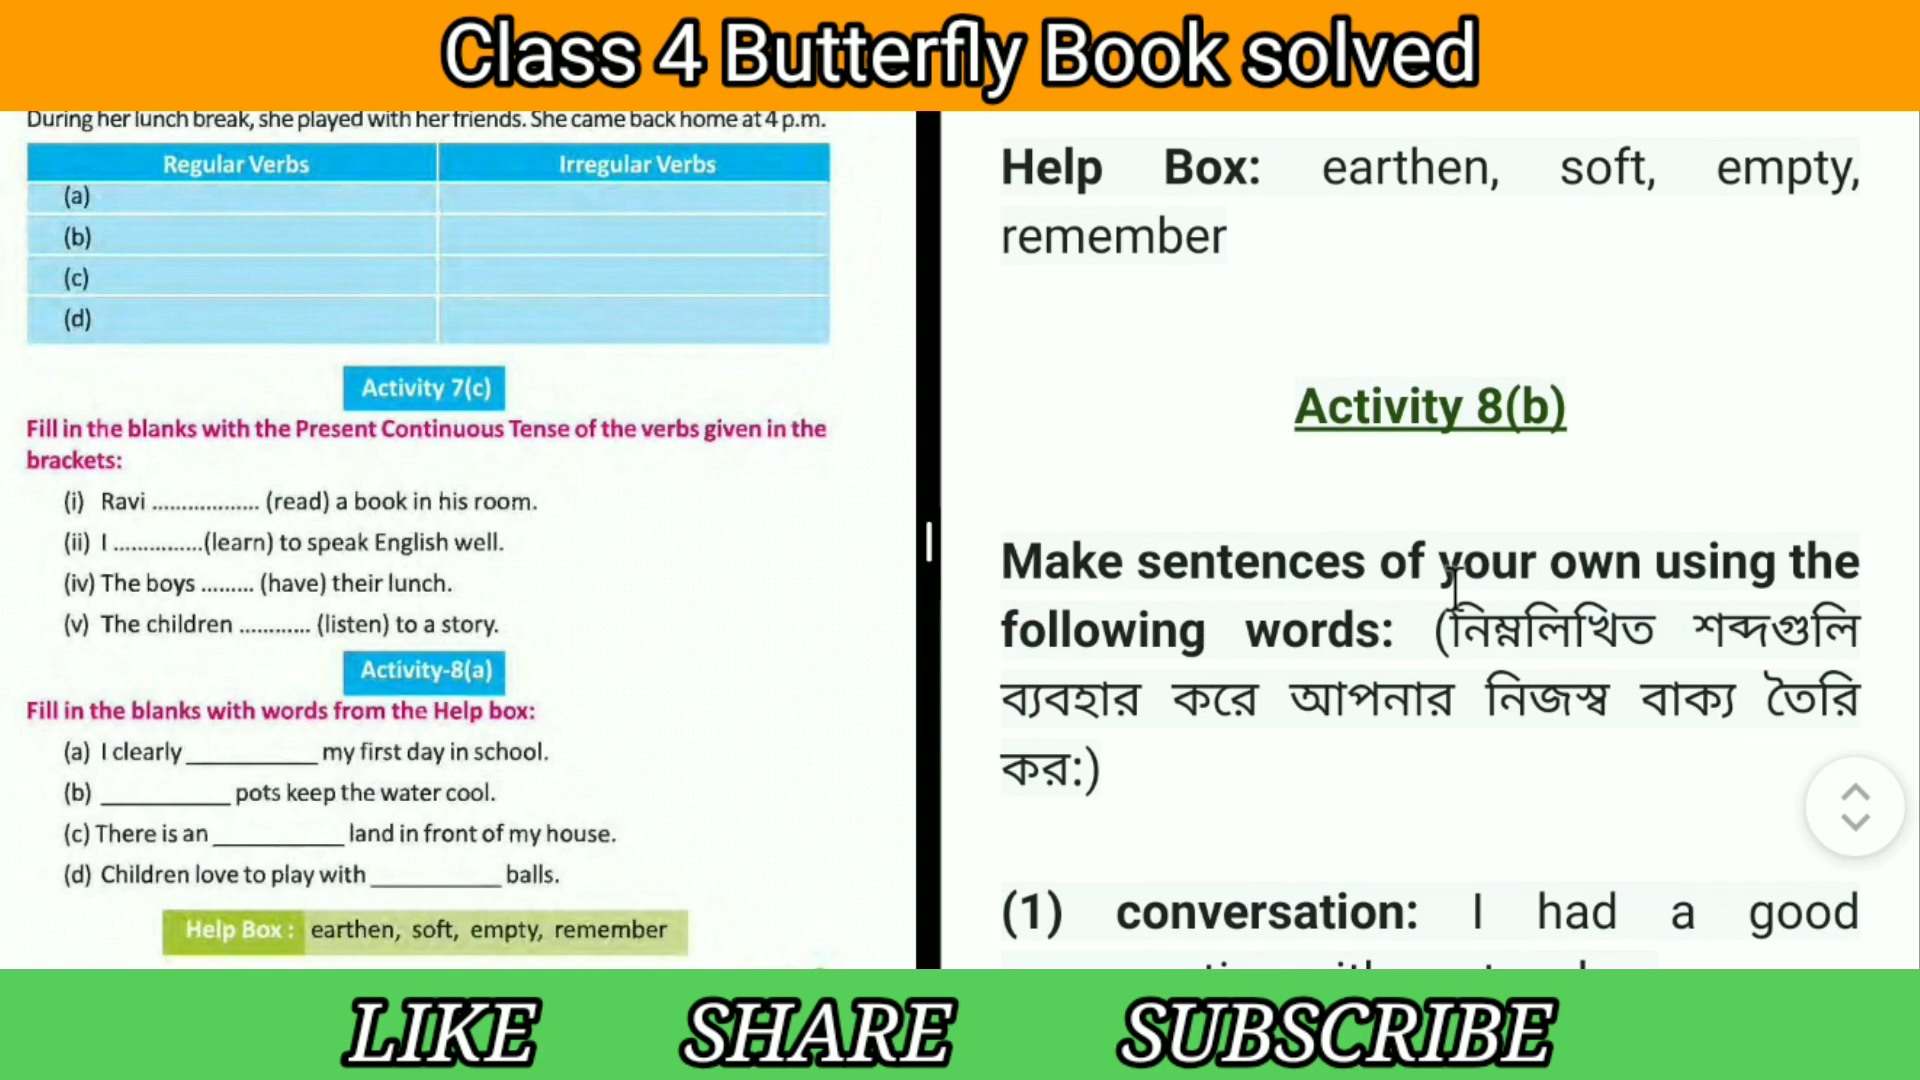 Class 4 Butterfly Book solved
During her lunch break, she played with her friends. She came back home at 4 p.m.
Regular Verbs Irregular Verbs
(a)
(b)
(c)
(d)
Activity 7(c)
Fill in the blanks with the Present Continuous Tense of the verbs given in the
brackets:
(i) Ravi .................. (read) a book in his room.
(ii) I ...............(learn) to speak English well.
(iv) The boys ......... (have) their lunch.
(v) The children ............ (listen) to a story.
Activity-8(a)
Fill in the blanks with words from the Help box:
(a) I clearly ____________ my first day in school.
(b) ____________ pots keep the water cool.
(c) There is an ____________ land in front of my house.
(d) Children love to play with ____________ balls.
Help Box : earthen, soft, empty, remember
Help Box: earthen, soft, empty,
remember
Activity 8(b)
Make sentences of your own using the
following words: (নিম্নলিখিত শব্দগুলি
ব্যবহার করে আপনার নিজস্ব বাক্য তৈরি
কর:)
(1) conversation: I had a good
LIKE SHARE SUBSCRIBE